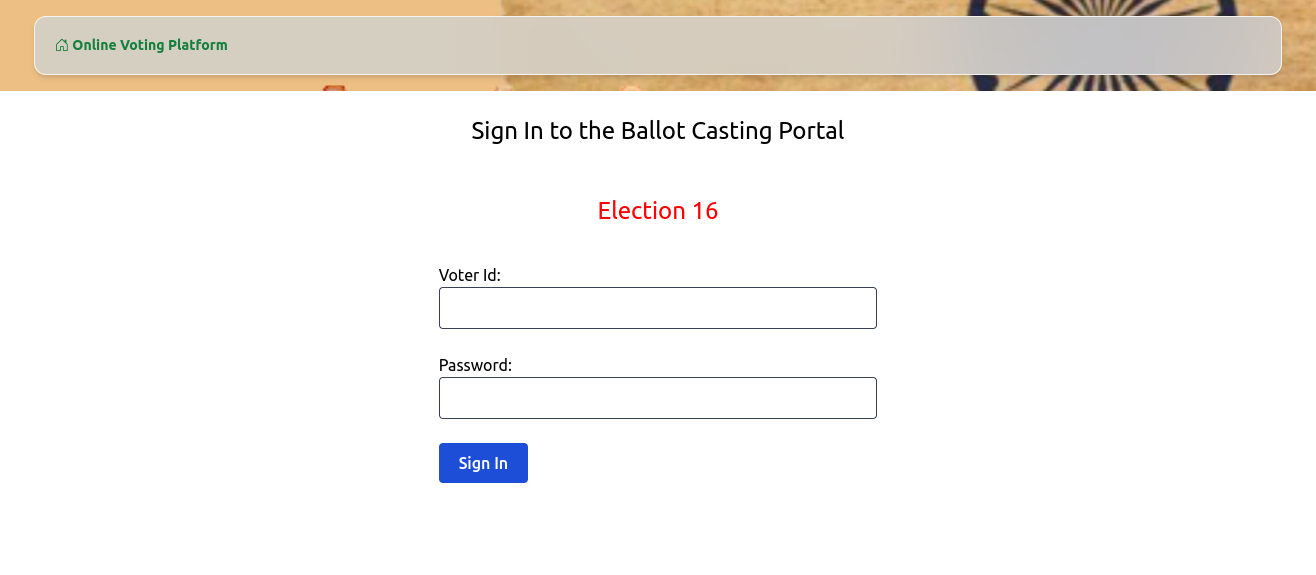 Online Voting Platform
Sign In to the Ballot Casting Portal
Election 16
Voter Id:
Password:
Sign In